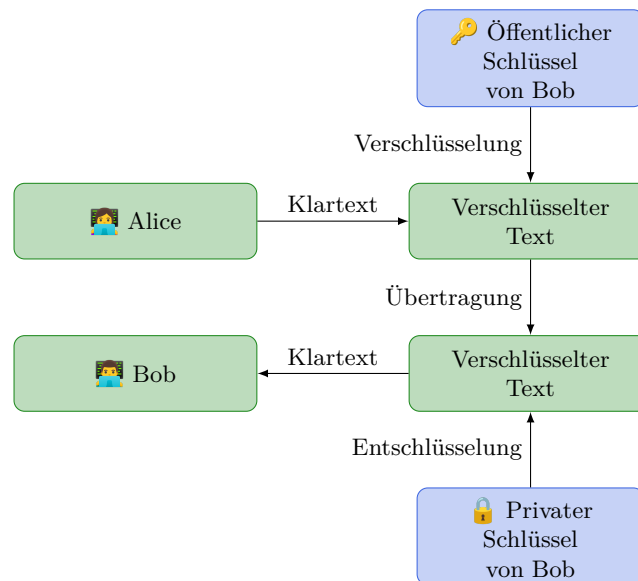 🔑 Öffentlicher
Schlüssel
von Bob
Verschlüsselung
👩‍💻 Alice
Klartext
Verschlüsselter
Text
Übertragung
👨‍💻 Bob
Klartext
Verschlüsselter
Text
Entschlüsselung
🔒 Privater
Schlüssel
von Bob